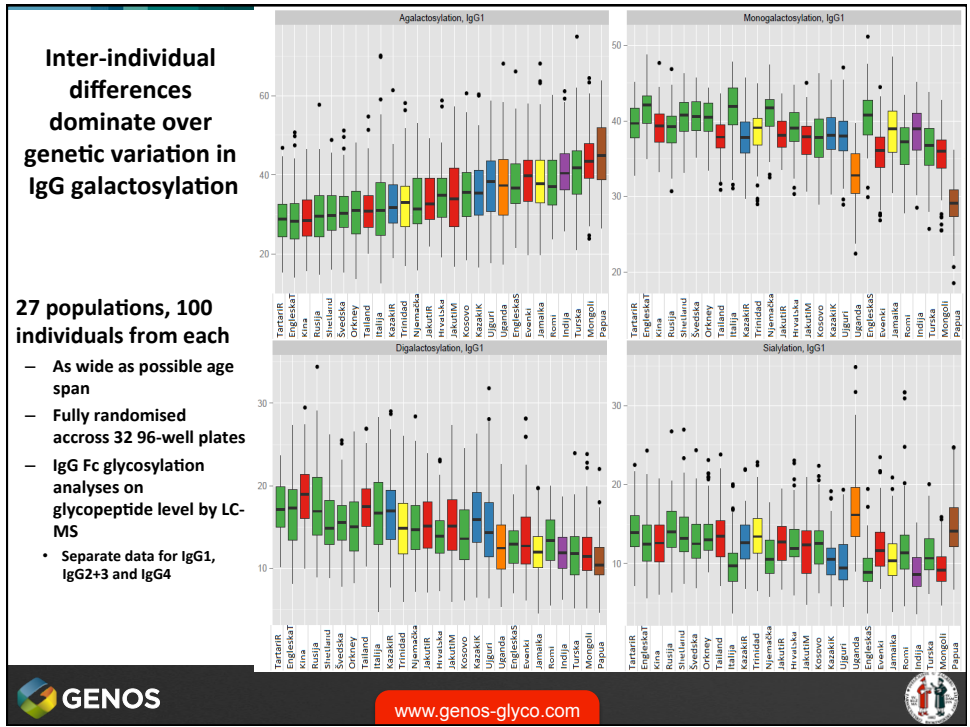 Inter-individual
differences
dominate over
genetic variation in
IgG galactosylation
27 populations, 100
individuals from each
– As wide as possible age
span
– Fully randomised
accross 32 96-well plates
– IgG Fc glycosylation
analyses on
glycopeptide level by LC-
MS
• Separate data for IgG1,
IgG2+3 and IgG4
Agalactosylation, IgG1
60
40
20
TartariR
EngleskaT
Kina
Rusija
Shetland
Švedska
Orkney
Tailand
Italija
KazakiK
Trinidad
Njemačka
JakutiR
Hrvatska
JakutiM
Kosovo
KazakiK
Ujguri
Uganda
EngleskaS
Evenki
Jamaika
Romi
Indija
Turska
Mongoli
Papua
Monogalactosylation, IgG1
50
40
30
20
TartariR
EngleskaT
Kina
Rusija
Shetland
Švedska
Orkney
Tailand
Italija
KazakiK
Trinidad
Njemačka
JakutiR
Hrvatska
JakutiM
Kosovo
KazakiK
Ujguri
Uganda
EngleskaS
Evenki
Jamaika
Romi
Indija
Turska
Mongoli
Papua
Digalactosylation, IgG1
30
20
10
TartariR
EngleskaT
Kina
Rusija
Shetland
Švedska
Orkney
Tailand
Italija
KazakiR
Trinidad
Njemačka
JakutiR
Hrvatska
JakutiM
Kosovo
KazakiK
Ujguri
Uganda
EngleskaS
Evenki
Jamaika
Romi
Indija
Turska
Mongoli
Papua
Sialylation, IgG1
30
20
10
TartariR
EngleskaT
Kina
Rusija
Shetland
Švedska
Orkney
Tailand
Italija
KazakiR
Trinidad
Njemačka
JakutiR
Hrvatska
JakutiM
Kosovo
KazakiK
Ujguri
Uganda
EngleskaS
Evenki
Jamaika
Romi
Indija
Turska
Mongoli
Papua
GENOS
www.genos-glyco.com